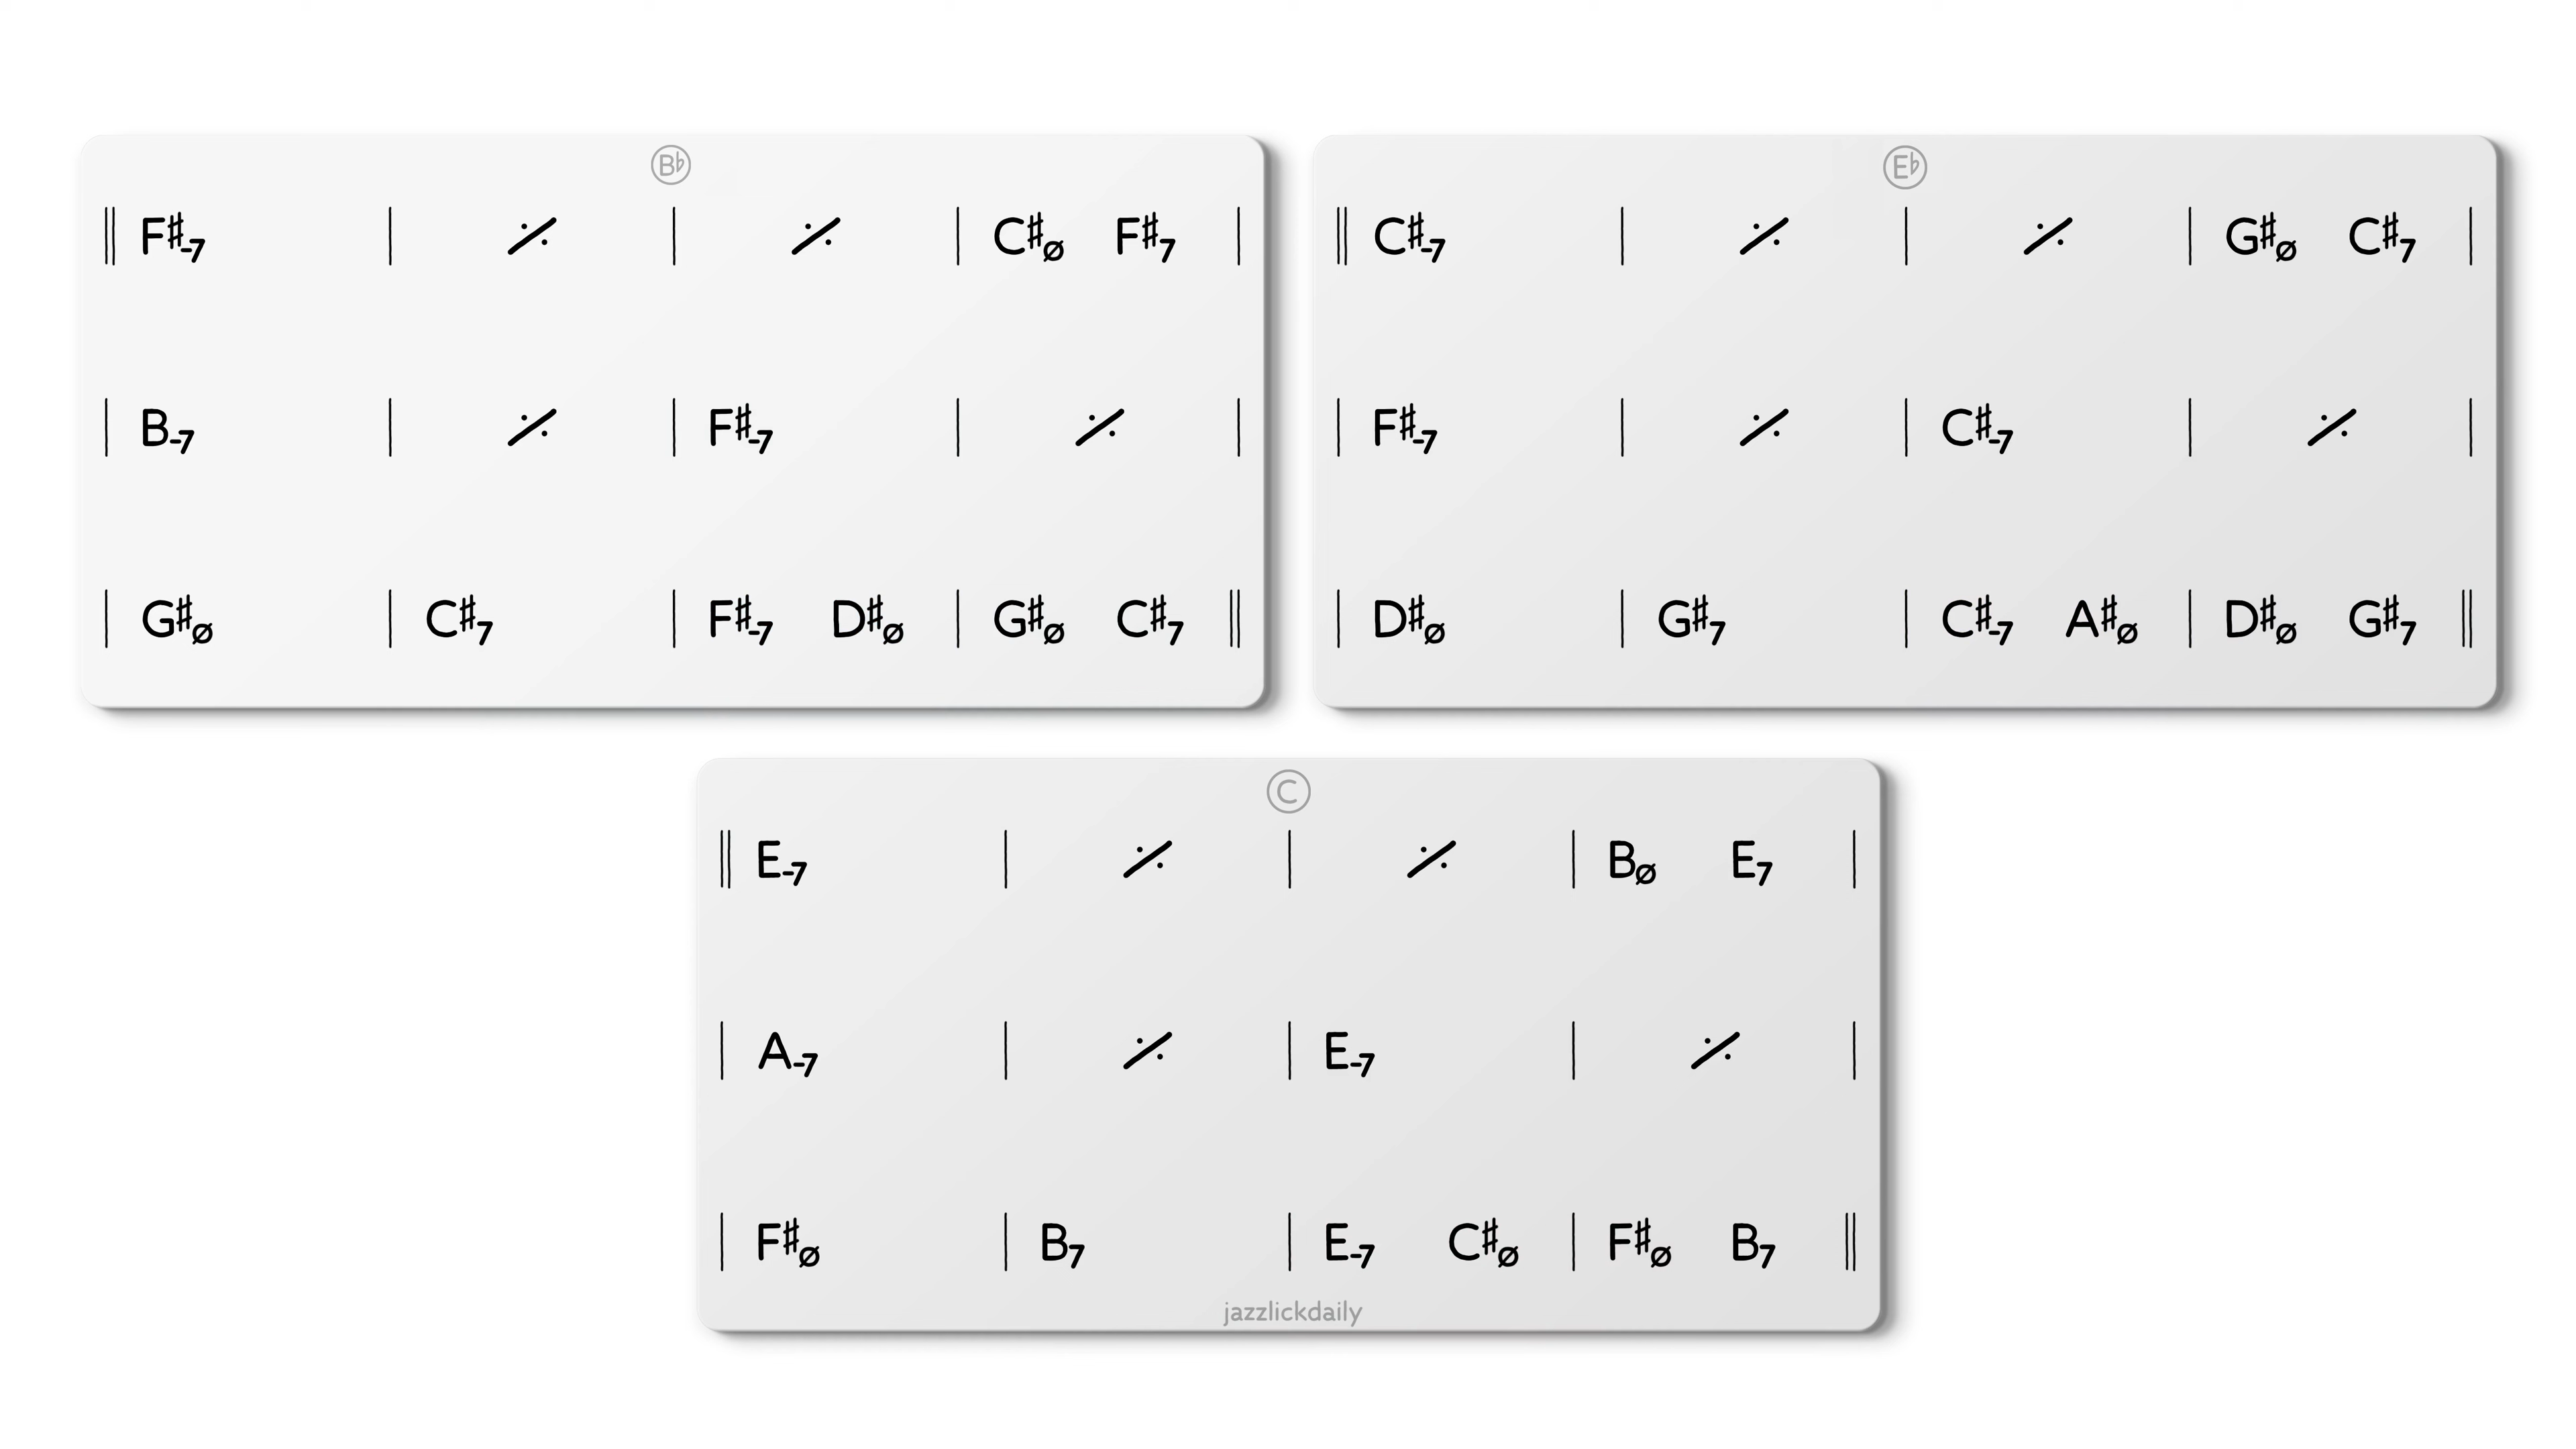 B♭
‖ F♯-7 | 𝄎 | 𝄎 | C♯ø F♯7 |
| B-7 | 𝄎 | F♯-7 | 𝄎 |
| G♯ø | C♯7 | F♯-7 D♯ø | G♯ø C♯7 ‖
E♭
‖ C♯-7 | 𝄎 | 𝄎 | G♯ø C♯7 |
| F♯-7 | 𝄎 | C♯-7 | 𝄎 |
| D♯ø | G♯7 | C♯-7 A♯ø | D♯ø G♯7 ‖
C
‖ E-7 | 𝄎 | 𝄎 | Bø E7 |
| A-7 | 𝄎 | E-7 | 𝄎 |
| F♯ø | B7 | E-7 C♯ø | F♯ø B7 ‖
jazzlickdaily